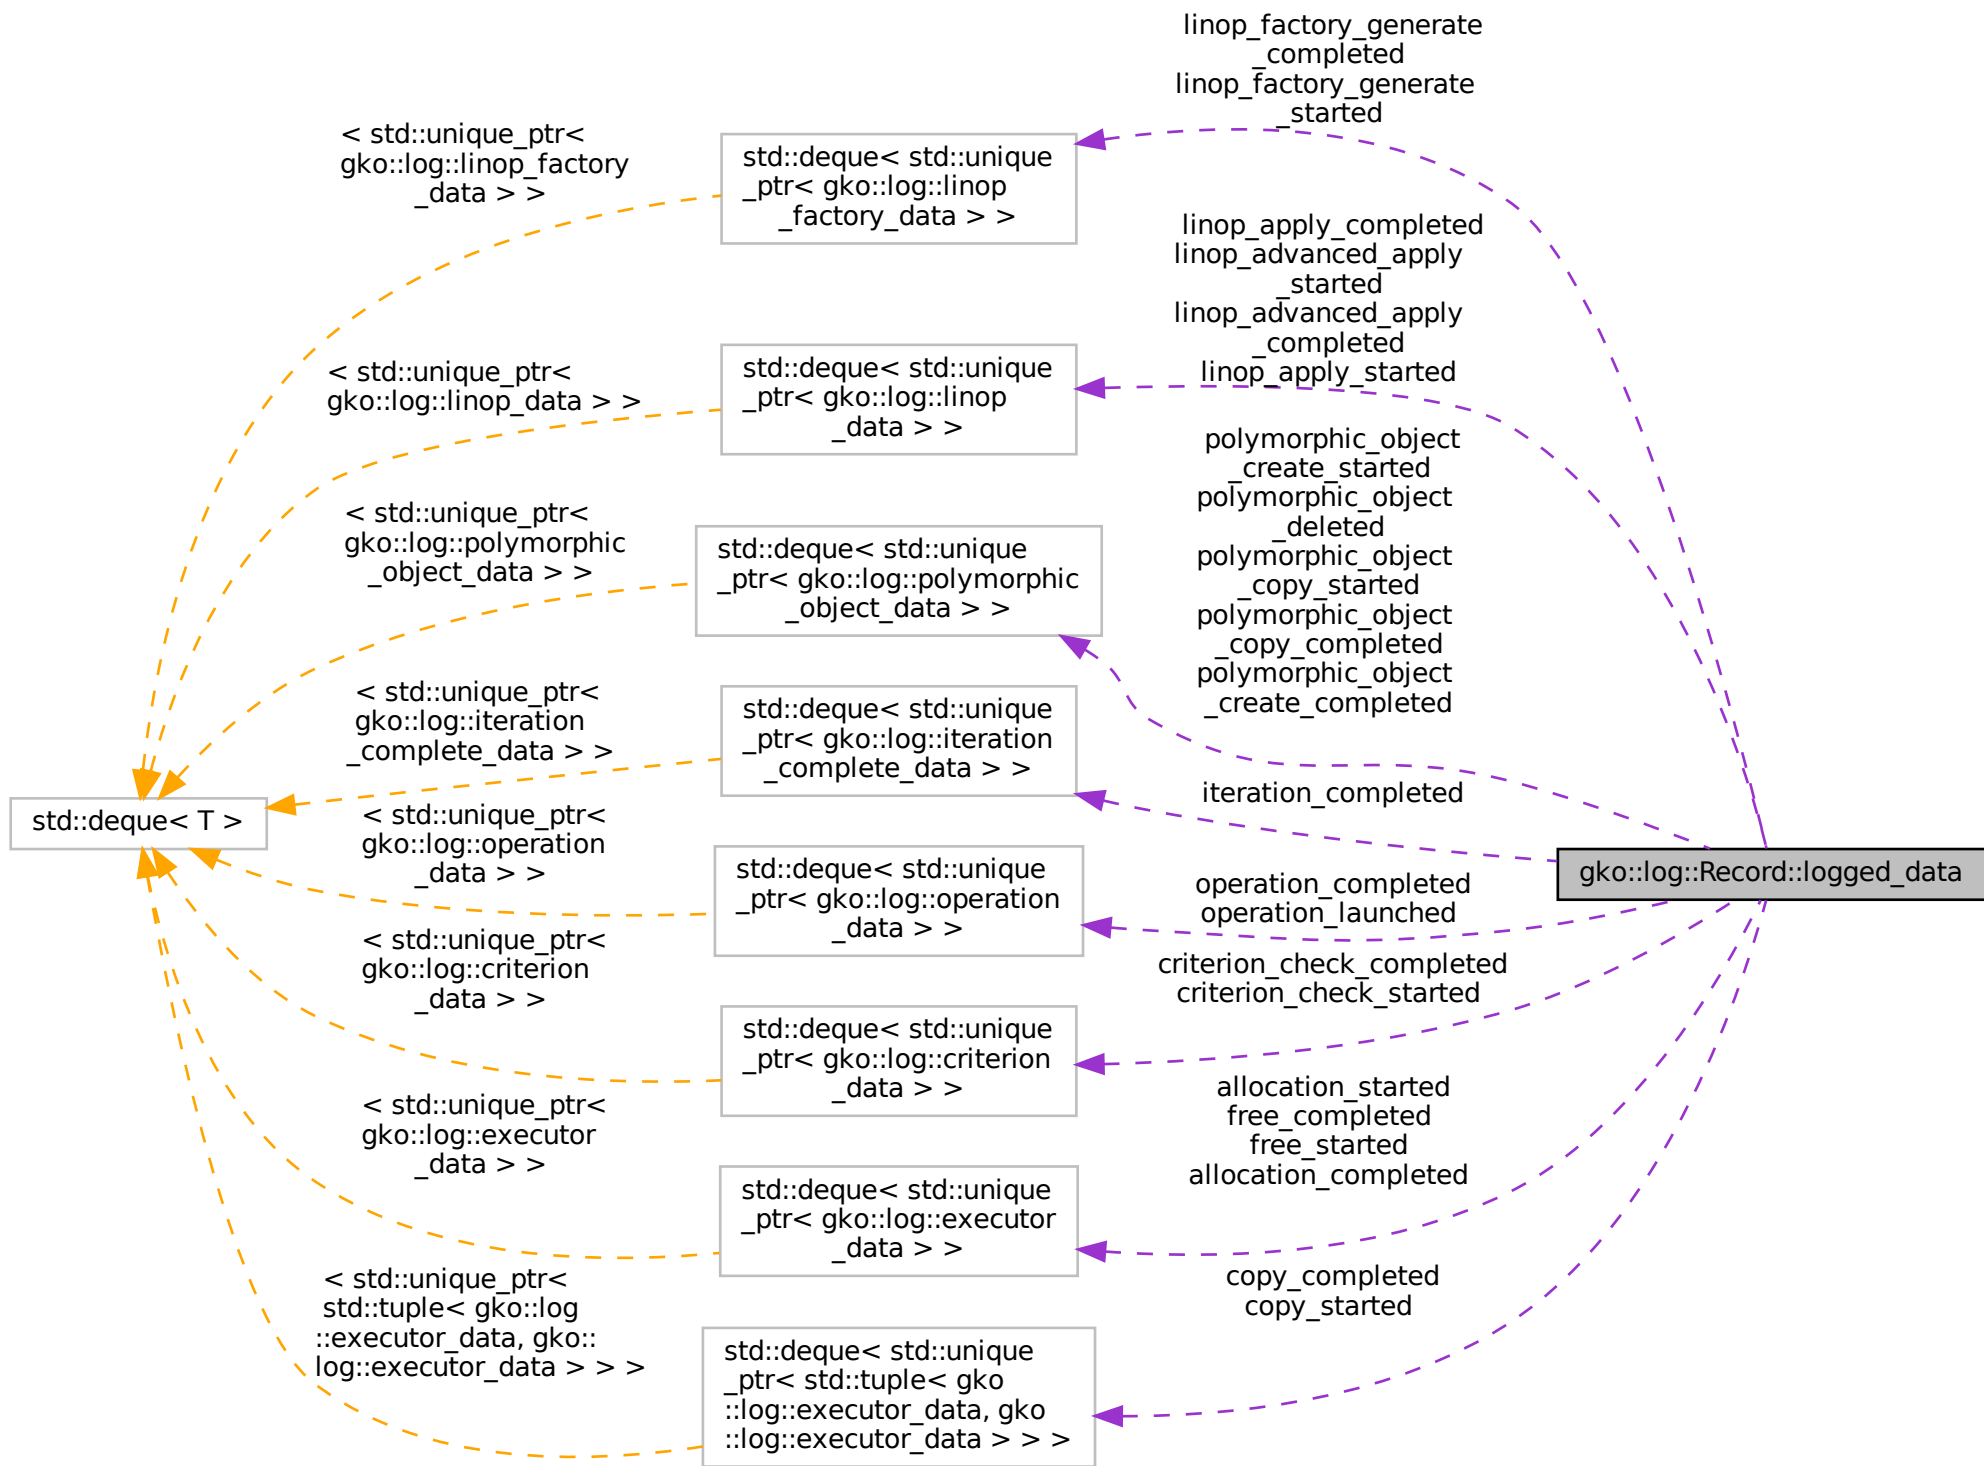 linop_factory_generate
_completed
linop_factory_generate
_started
< std::unique_ptr<
gko::log::linop_factory
_data > >
std::deque< std::unique
_ptr< gko::log::linop
_factory_data > >
linop_apply_completed
linop_advanced_apply
_started
linop_advanced_apply
_completed
linop_apply_started
< std::unique_ptr<
gko::log::linop_data > >
std::deque< std::unique
_ptr< gko::log::linop
_data > >
polymorphic_object
_create_started
polymorphic_object
_deleted
polymorphic_object
_copy_started
polymorphic_object
_copy_completed
polymorphic_object
_create_completed
< std::unique_ptr<
gko::log::polymorphic
_object_data > >
std::deque< std::unique
_ptr< gko::log::polymorphic
_object_data > >
< std::unique_ptr<
gko::log::iteration
_complete_data > >
std::deque< std::unique
_ptr< gko::log::iteration
_complete_data > >
iteration_completed
std::deque< T >
< std::unique_ptr<
gko::log::operation
_data > >
std::deque< std::unique
_ptr< gko::log::operation
_data > >
operation_completed
operation_launched
gko::log::Record::logged_data
< std::unique_ptr<
gko::log::criterion
_data > >
std::deque< std::unique
_ptr< gko::log::criterion
_data > >
criterion_check_completed
criterion_check_started
< std::unique_ptr<
gko::log::executor
_data > >
std::deque< std::unique
_ptr< gko::log::executor
_data > >
allocation_started
free_completed
free_started
allocation_completed
< std::unique_ptr<
std::tuple< gko::log
::executor_data, gko::
log::executor_data > > >
std::deque< std::unique
_ptr< std::tuple< gko
::log::executor_data, gko
::log::executor_data > > >
copy_completed
copy_started